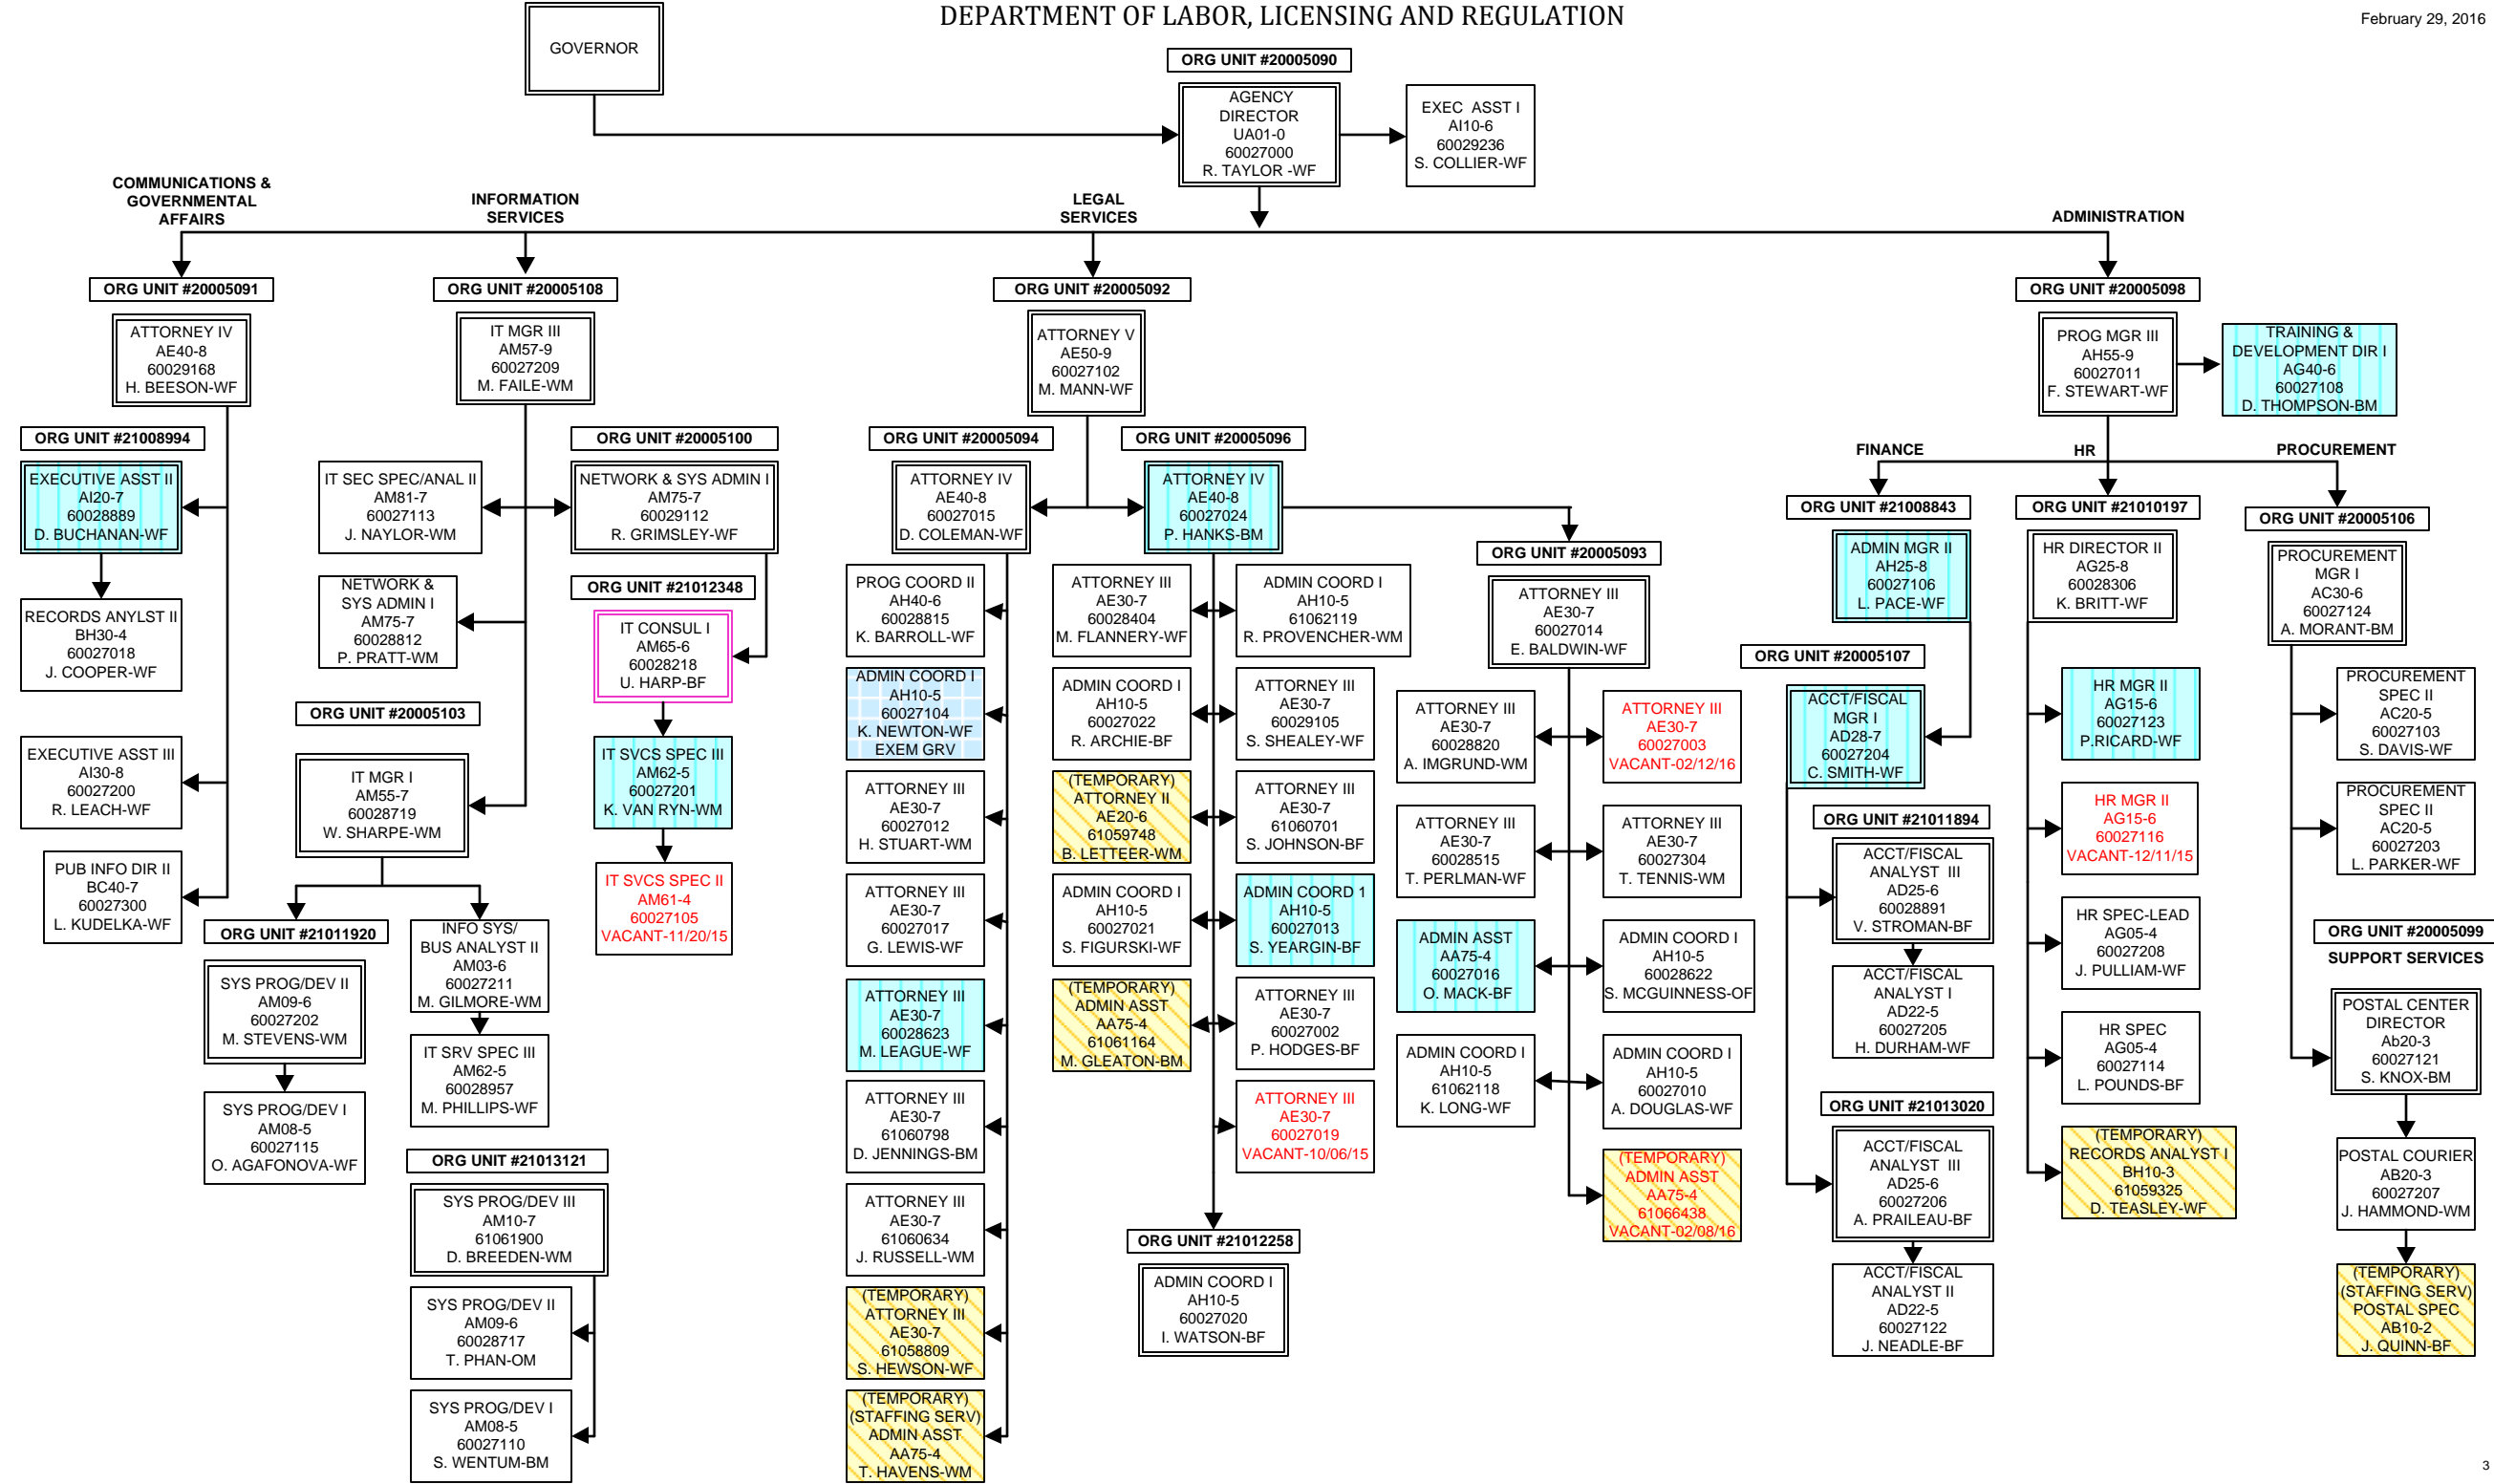 DEPARTMENT OF LABOR, LICENSING AND REGULATION
February 29, 2016
GOVERNOR
ORG UNIT #20005090
AGENCY
DIRECTOR
UA01-0
60027000
R. TAYLOR -WF
EXEC  ASST I
AI10-6
60029236
S. COLLIER-WF
COMMUNICATIONS &
GOVERNMENTAL
AFFAIRS
INFORMATION
SERVICES
LEGAL
SERVICES
ADMINISTRATION
ORG UNIT #20005091
ATTORNEY IV
AE40-8
60029168
H. BEESON-WF
ORG UNIT #21008994
EXECUTIVE ASST II
AI20-7
60028889
D. BUCHANAN-WF
RECORDS ANYLST II
BH30-4
60027018
J. COOPER-WF
EXECUTIVE ASST III
AI30-8
60027200
R. LEACH-WF
PUB INFO DIR II
BC40-7
60027300
L. KUDELKA-WF
ORG UNIT #20005108
IT MGR III
AM57-9
60027209
M. FAILE-WM
IT SEC SPEC/ANAL II
AM81-7
60027113
J. NAYLOR-WM
ORG UNIT #20005100
NETWORK & SYS ADMIN I
AM75-7
60029112
R. GRIMSLEY-WF
NETWORK &
SYS ADMIN I
AM75-7
60028812
P. PRATT-WM
ORG UNIT #21012348
IT CONSUL I
AM65-6
60028218
U. HARP-BF
IT SVCS SPEC III
AM62-5
60027201
K. VAN RYN-WM
IT SVCS SPEC II
AM61-4
60027105
VACANT-11/20/15
ORG UNIT #20005103
IT MGR I
AM55-7
60028719
W. SHARPE-WM
ORG UNIT #21011920
SYS PROG/DEV II
AM09-6
60027202
M. STEVENS-WM
SYS PROG/DEV I
AM08-5
60027115
O. AGAFONOVA-WF
INFO SYS/
BUS ANALYST II
AM03-6
60027211
M. GILMORE-WM
IT SRV SPEC III
AM62-5
60028957
M. PHILLIPS-WF
ORG UNIT #21013121
SYS PROG/DEV III
AM10-7
61061900
D. BREEDEN-WM
SYS PROG/DEV II
AM09-6
60028717
T. PHAN-OM
SYS PROG/DEV I
AM08-5
60027110
S. WENTUM-BM
ORG UNIT #20005092
ATTORNEY V
AE50-9
60027102
M. MANN-WF
ORG UNIT #20005094
ATTORNEY IV
AE40-8
60027015
D. COLEMAN-WF
PROG COORD II
AH40-6
60028815
K. BARROLL-WF
ADMIN COORD I
AH10-5
60027104
K. NEWTON-WF
EXEM GRV
ATTORNEY III
AE30-7
60027012
H. STUART-WM
ATTORNEY III
AE30-7
60027017
G. LEWIS-WF
ATTORNEY III
AE30-7
60028623
M. LEAGUE-WF
ATTORNEY III
AE30-7
61060798
D. JENNINGS-BM
ATTORNEY III
AE30-7
61060634
J. RUSSELL-WM
(TEMPORARY)
ATTORNEY III
AE30-7
61058809
S. HEWSON-WF
(TEMPORARY)
(STAFFING SERV)
ADMIN ASST
AA75-4
T. HAVENS-WM
ORG UNIT #20005096
ATTORNEY IV
AE40-8
60027024
P. HANKS-BM
ATTORNEY III
AE30-7
60028404
M. FLANNERY-WF
ADMIN COORD I
AH10-5
61062119
R. PROVENCHER-WM
ADMIN COORD I
AH10-5
60027022
R. ARCHIE-BF
ATTORNEY III
AE30-7
60029105
S. SHEALEY-WF
(TEMPORARY)
ATTORNEY II
AE20-6
61059748
B. LETTEER-WM
ATTORNEY III
AE30-7
61060701
S. JOHNSON-BF
ADMIN COORD I
AH10-5
60027021
S. FIGURSKI-WF
ADMIN COORD 1
AH10-5
60027013
S. YEARGIN-BF
(TEMPORARY)
ADMIN ASST
AA75-4
61061164
M. GLEATON-BM
ATTORNEY III
AE30-7
60027002
P. HODGES-BF
ATTORNEY III
AE30-7
60027019
VACANT-10/06/15
ORG UNIT #21012258
ADMIN COORD I
AH10-5
60027020
I. WATSON-BF
ORG UNIT #20005093
ATTORNEY III
AE30-7
60027014
E. BALDWIN-WF
ATTORNEY III
AE30-7
60028820
A. IMGRUND-WM
ATTORNEY III
AE30-7
60027003
VACANT-02/12/16
ATTORNEY III
AE30-7
60028515
T. PERLMAN-WF
ATTORNEY III
AE30-7
60027304
T. TENNIS-WM
ADMIN ASST
AA75-4
60027016
O. MACK-BF
ADMIN COORD I
AH10-5
60028622
S. MCGUINNESS-OF
ADMIN COORD I
AH10-5
61062118
K. LONG-WF
ADMIN COORD I
AH10-5
60027010
A. DOUGLAS-WF
(TEMPORARY)
ADMIN ASST
AA75-4
61066438
VACANT-02/08/16
ORG UNIT #20005098
PROG MGR III
AH55-9
60027011
F. STEWART-WF
TRAINING &
DEVELOPMENT DIR I
AG40-6
60027108
D. THOMPSON-BM
FINANCE
HR
PROCUREMENT
ORG UNIT #21008843
ADMIN MGR II
AH25-8
60027106
L. PACE-WF
ORG UNIT #20005107
ACCT/FISCAL
MGR I
AD28-7
60027204
C. SMITH-WF
ORG UNIT #21011894
ACCT/FISCAL
ANALYST  III
AD25-6
60028891
V. STROMAN-BF
ACCT/FISCAL
ANALYST I
AD22-5
60027205
H. DURHAM-WF
ORG UNIT #21013020
ACCT/FISCAL
ANALYST  III
AD25-6
60027206
A. PRAILEAU-BF
ACCT/FISCAL
ANALYST II
AD22-5
60027122
J. NEADLE-BF
ORG UNIT #21010197
HR DIRECTOR II
AG25-8
60028306
K. BRITT-WF
HR MGR II
AG15-6
60027123
P.RICARD-WF
HR MGR II
AG15-6
60027116
VACANT-12/11/15
HR SPEC-LEAD
AG05-4
60027208
J. PULLIAM-WF
HR SPEC
AG05-4
60027114
L. POUNDS-BF
(TEMPORARY)
RECORDS ANALYST I
BH10-3
61059325
D. TEASLEY-WF
ORG UNIT #20005106
PROCUREMENT
MGR I
AC30-6
60027124
A. MORANT-BM
PROCUREMENT
SPEC II
AC20-5
60027103
S. DAVIS-WF
PROCUREMENT
SPEC II
AC20-5
60027203
L. PARKER-WF
ORG UNIT #20005099
SUPPORT SERVICES
POSTAL CENTER
DIRECTOR
Ab20-3
60027121
S. KNOX-BM
POSTAL COURIER
AB20-3
60027207
J. HAMMOND-WM
(TEMPORARY)
(STAFFING SERV)
POSTAL SPEC
AB10-2
J. QUINN-BF
3